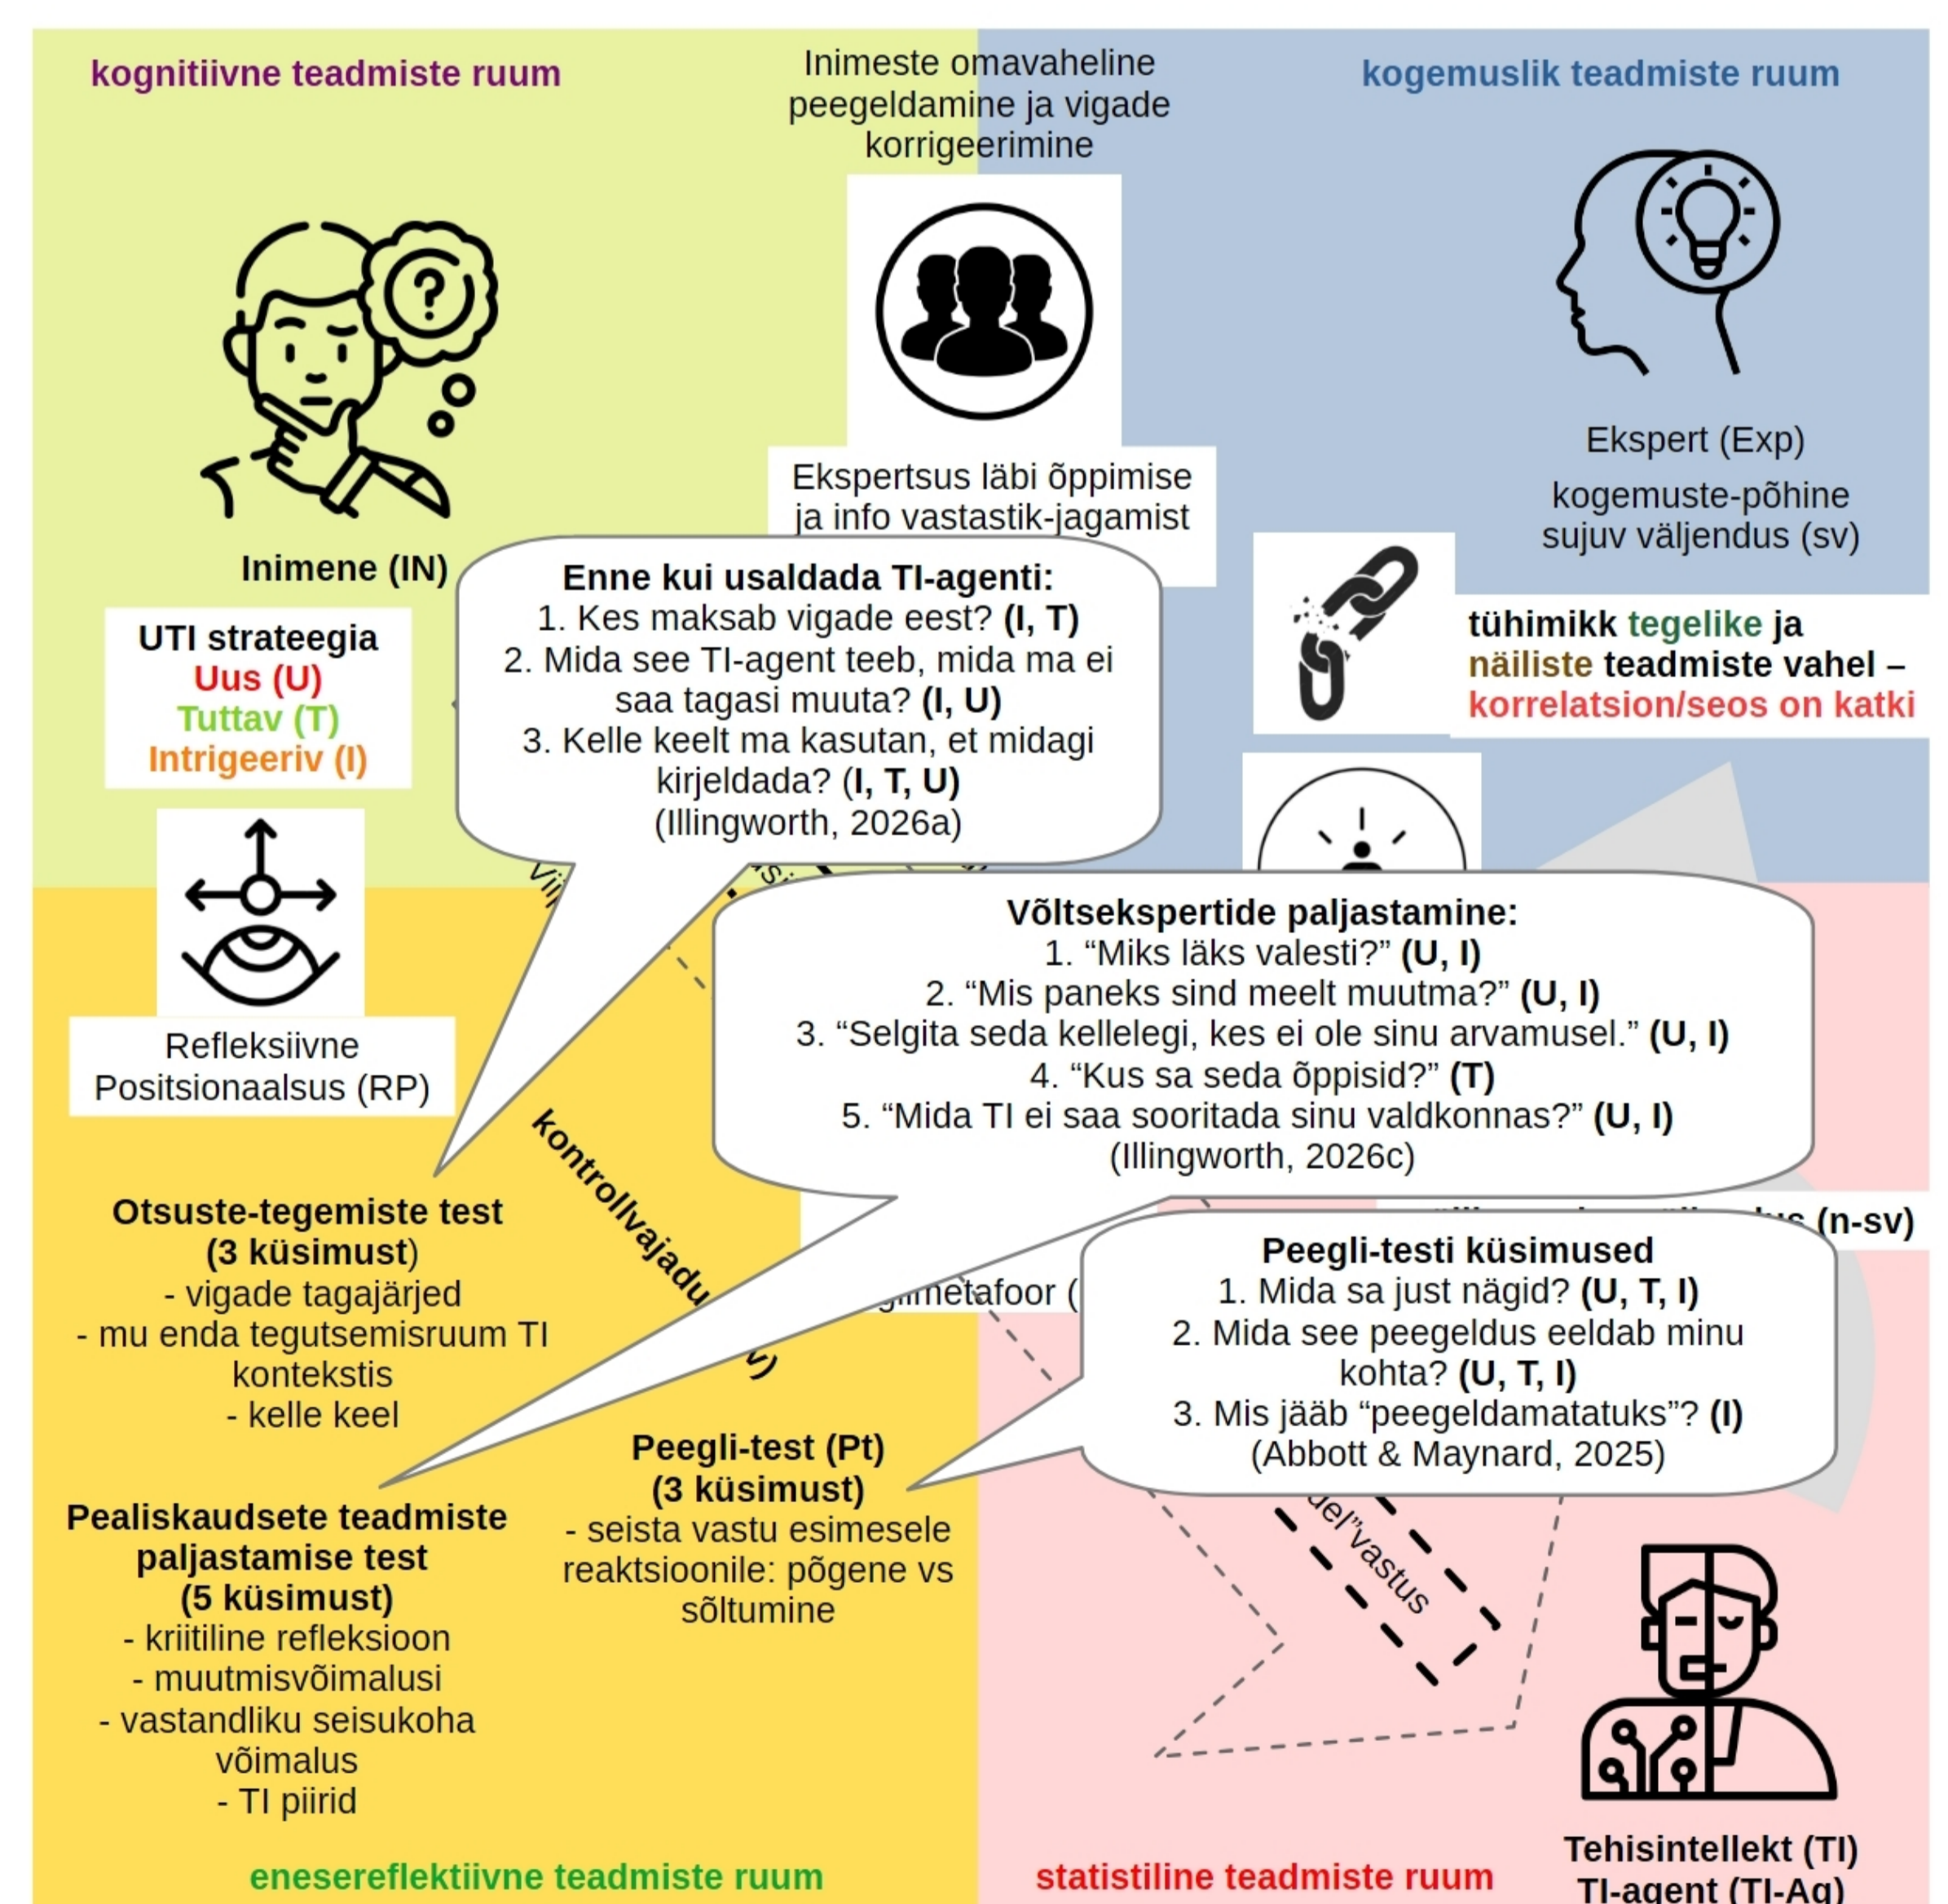 kognitiivne teadmiste ruum
Inimeste omavaheline
peegeldamine ja vigade
korrigeerimine
kogemuslik teadmiste ruum
Ekspertsus läbi õppimise
ja info vastastik-jagamist
Ekspert (Exp)
kogemuste-põhine
sujuv väljendus (sv)
Inimene (IN)
UTI strateegia
Uus (U)
Tuttav (T)
Intrigeeriv (I)
Enne kui usaldada TI-agenti:
1. Kes maksab vigade eest? (I, T)
2. Mida see TI-agent teeb, mida ma ei
saa tagasi muuta? (I, U)
3. Kelle keelt ma kasutan, et midagi
kirjeldada? (I, T, U)
(Illingworth, 2026a)
tühimikk tegelike ja
näiliste teadmiste vahel –
korrelatsion/seos on katki
Refleksiivne
Positsionaalsus (RP)
Võltsekspertide paljastamine:
1. “Miks läks valesti?” (U, I)
2. “Mis paneks sind meelt muutma?” (U, I)
3. “Selgita seda kellelegi, kes ei ole sinu arvamusel.” (U, I)
4. “Kus sa seda õppisid?” (T)
5. “Mida TI ei saa sooritada sinu valdkonnas?” (U, I)
(Illingworth, 2026c)
kontrollvajadu
(n-sv)
Otsuste-tegemiste test
(3 küsimust)
- vigade tagajärjed
- mu enda tegutsemisruum TI
kontekstis
- kelle keel
Peegli-testi küsimused
1. Mida sa just nägid? (U, T, I)
2. Mida see peegeldus eeldab minu
kohta? (U, T, I)
3. Mis jääb “peegeldamatatuks”? (I)
(Abbott & Maynard, 2025)
Peegli-test (Pt)
(3 küsimust)
- seista vastu esimesele
reaktsioonile: põgene vs
sõltumine
Pealiskaudsete teadmiste
paljastamise test
(5 küsimust)
- kriitiline refleksioon
- muutmisvõimalusi
- vastandliku seisukoha
võimalus
- TI piirid
del”vastus
enesereflektiivne teadmiste ruum
statistiline teadmiste ruum
Tehisintellekt (TI)
TI-agent (TI-Ag)